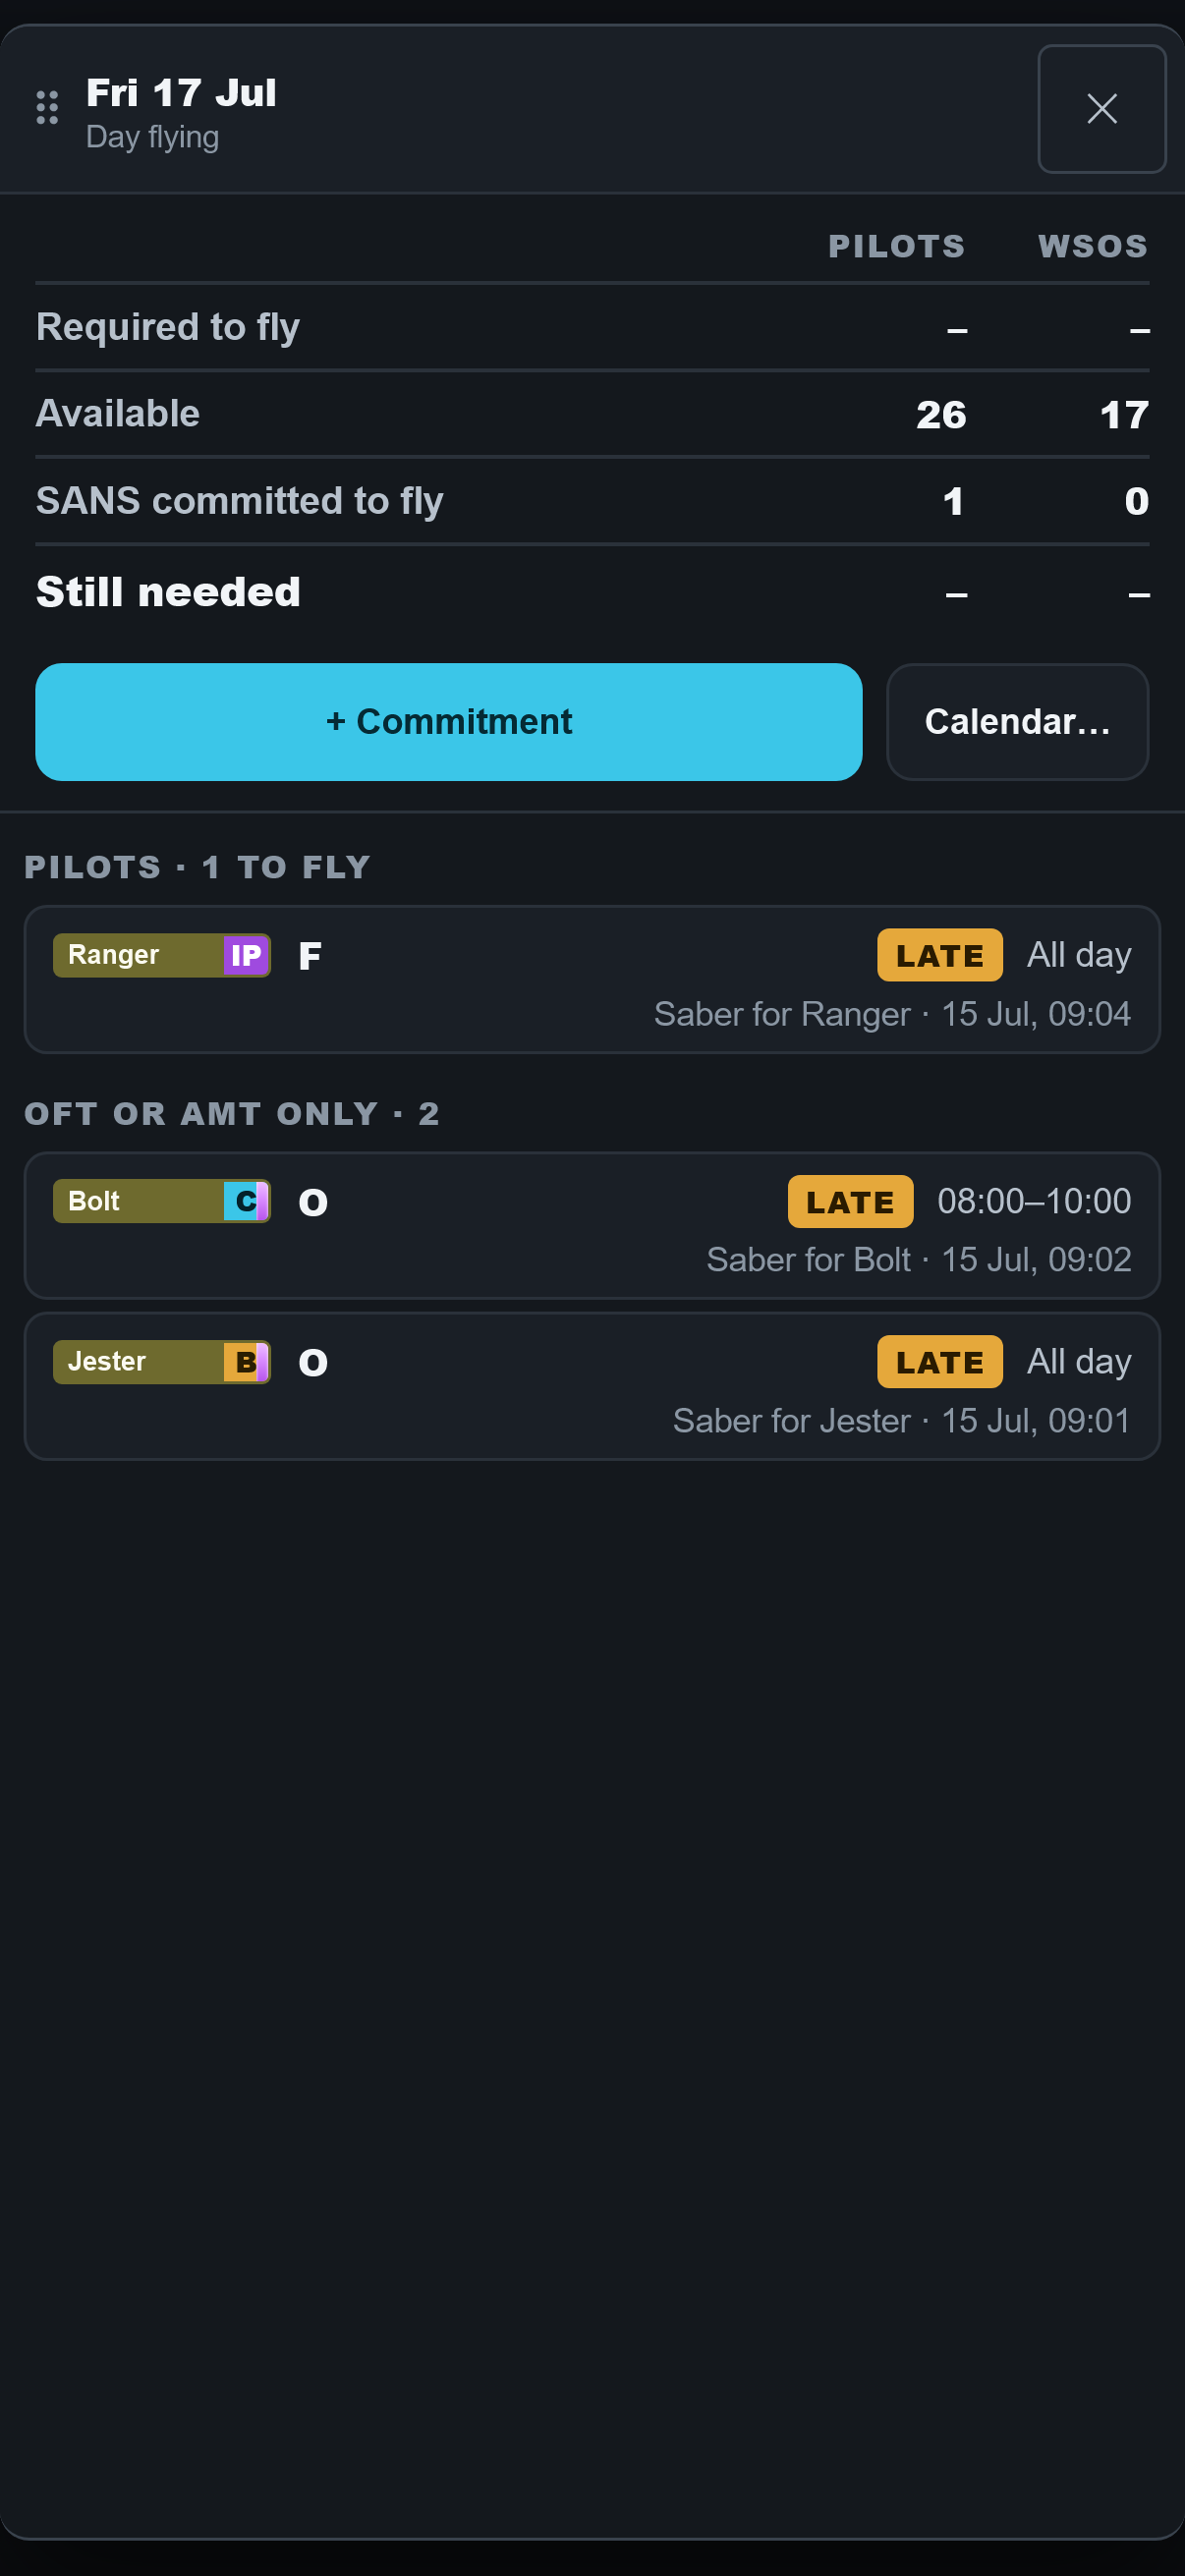 Fri 17 Jul
Day flying
PILOTS WSOS
Required to fly – –
Available 26 17
SANS committed to fly 1 0
Still needed – –
+ Commitment Calendar…
PILOTS · 1 TO FLY
Ranger IP F LATE All day
Saber for Ranger · 15 Jul, 09:04
OFT OR AMT ONLY · 2
Bolt C O LATE 08:00–10:00
Saber for Bolt · 15 Jul, 09:02
Jester B O LATE All day
Saber for Jester · 15 Jul, 09:01